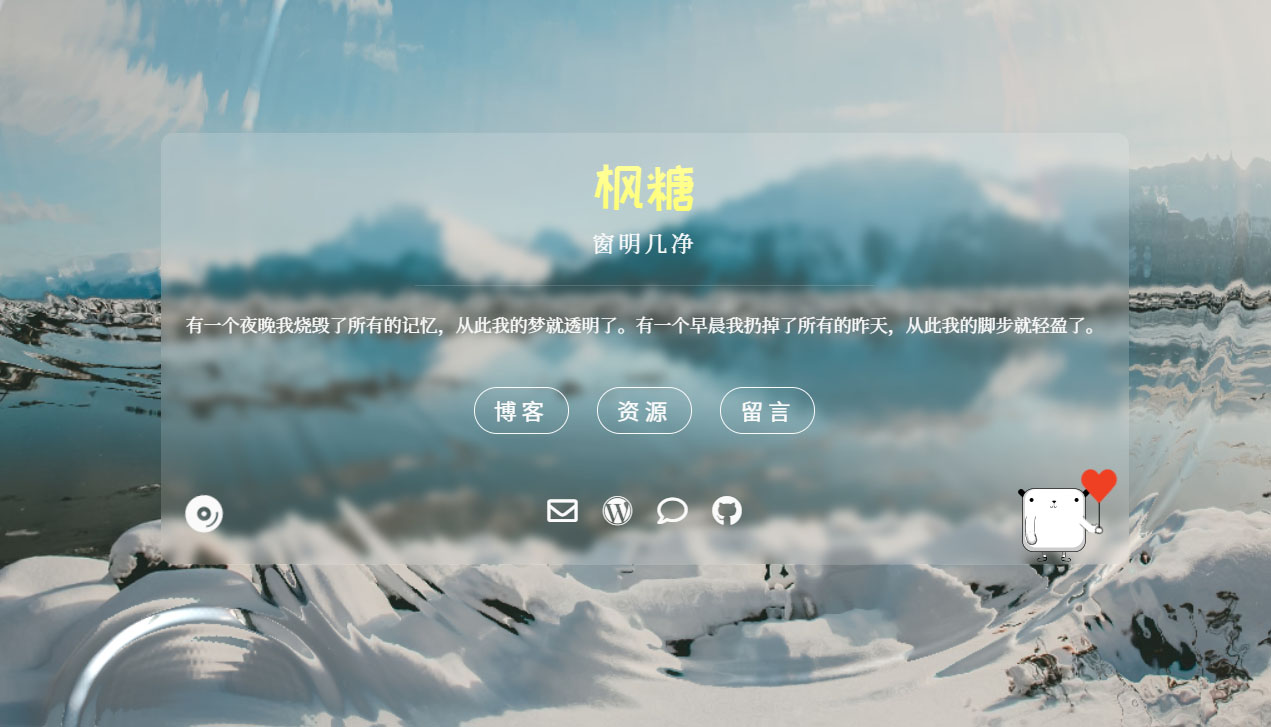 枫糖
窗明几净
有一个夜晚我烧毁了所有的记忆，从此我的梦就透明了。有一个早晨我扔掉了所有的昨天，从此我的脚步就轻盈了。
博客 资源 留言